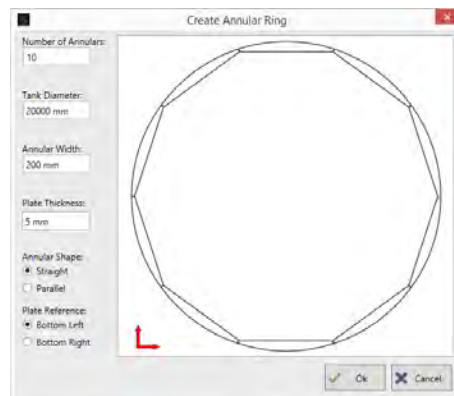 Create Annular Ring
Number of Annulars:
10
Tank Diameter:
20000 mm
Annular Width:
200 mm
Plate Thickness:
5 mm
Annular Shape:
Straight
Parallel
Plate Reference:
Bottom Left
Bottom Right
Ok
Cancel